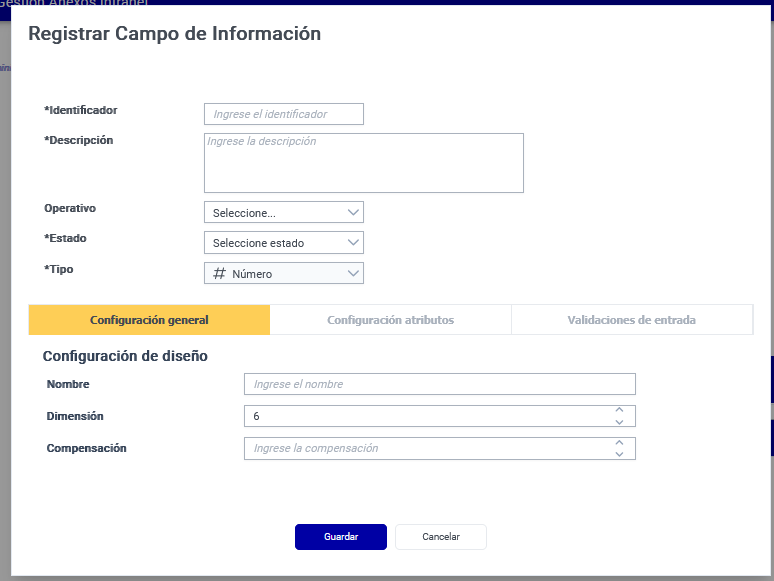 Gestión Anexos Intranet
Registrar Campo de Información
*Identificador
Ingrese el identificador
*Descripción
Ingrese la descripción
Operativo
Seleccione...
*Estado
Seleccione estado
*Tipo
# Número
Configuración general
Configuración atributos
Validaciones de entrada
Configuración de diseño
Nombre
Ingrese el nombre
Dimensión
6
Compensación
Ingrese la compensación
Guardar
Cancelar